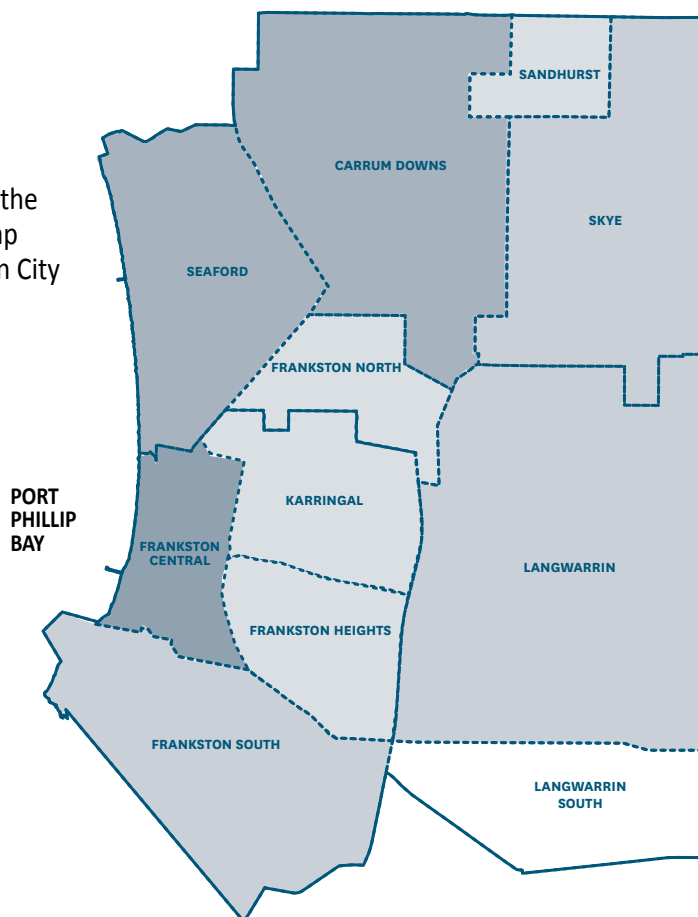 SANDHURST
CARRUM DOWNS
the
SKYE
n City
SEAFORD
FRANKSTON NORTH
PORT
PHILLIP
BAY
KARRINGAL
FRANKSTON
CENTRAL
LANGWARRIN
FRANKSTON HEIGHTS
FRANKSTON SOUTH
LANGWARRIN
SOUTH